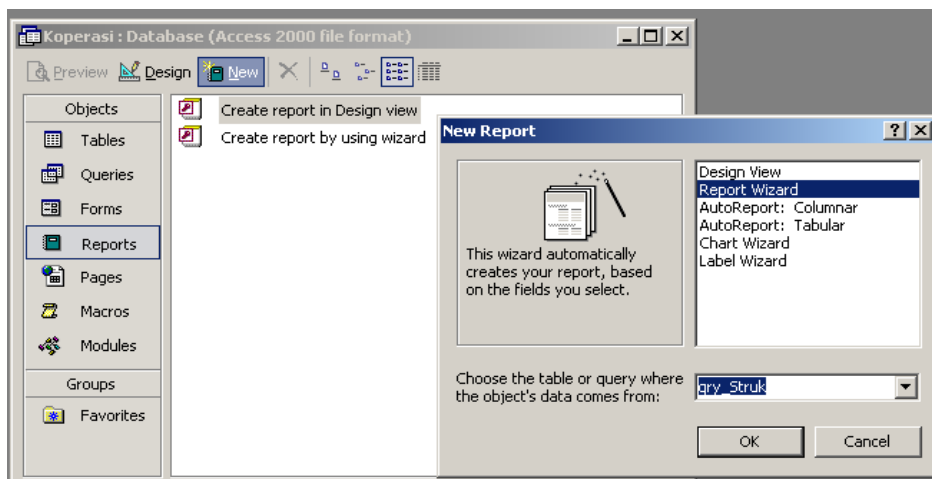 Koperasi : Database (Access 2000 file format)
Preview Design New
Objects
Tables
Queries
Forms
Reports
Pages
Macros
Modules
Groups
Favorites
Create report in Design view
Create report by using wizard
New Report
This wizard automatically
creates your report, based
on the fields you select.
Design View
Report Wizard
AutoReport: Columnar
AutoReport: Tabular
Chart Wizard
Label Wizard
Choose the table or query where
the object's data comes from:
qry_Struk
OK Cancel